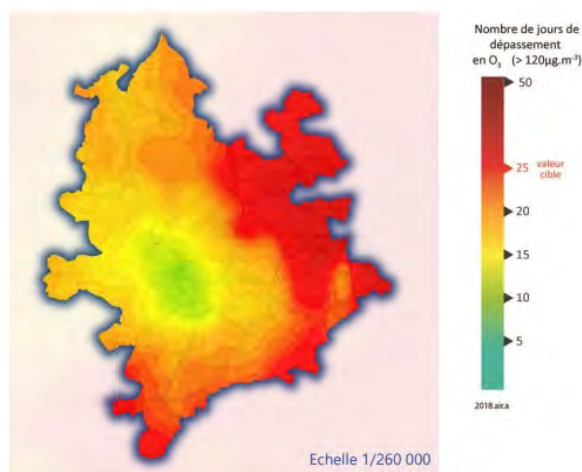 Nombre de jours de
dépassement
en O₃ (> 120µg.m⁻³)
50
25 valeur
cible
20
15
10
5
2018.aica
Echelle 1/260 000